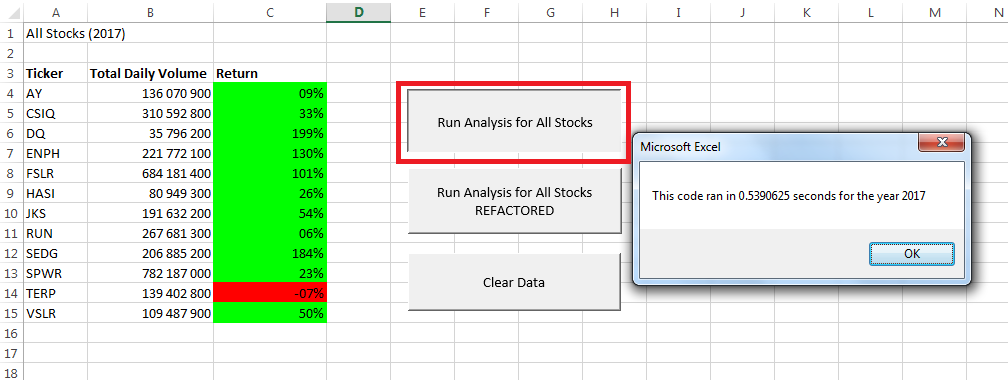 A B C D E F G H I J K L M N
1 All Stocks (2017)
2
3 Ticker Total Daily Volume Return
4 AY 136 070 900 09%
5 CSIQ 310 592 800 33%
6 DQ 35 796 200 199%
7 ENPH 221 772 100 130%
8 FSLR 684 181 400 101%
9 HASI 80 949 300 26%
10 JKS 191 632 200 54%
11 RUN 267 681 300 06%
12 SEDG 206 885 200 184%
13 SPWR 782 187 000 23%
14 TERP 139 402 800 -07%
15 VSLR 109 487 900 50%
16
17
18
Run Analysis for All Stocks
Run Analysis for All Stocks
REFACTORED
Clear Data
Microsoft Excel
This code ran in 0.5390625 seconds for the year 2017
OK